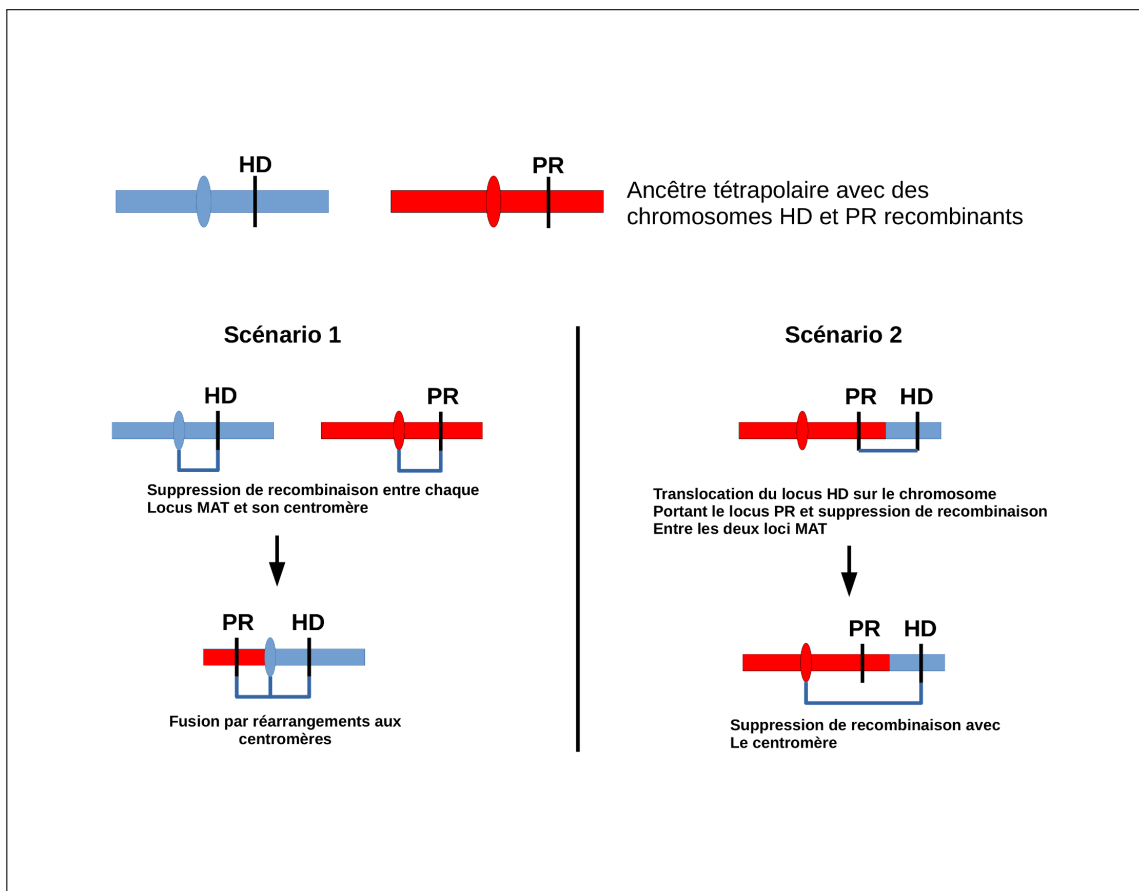 HD
PR
Ancêtre tétrapolaire avec des
chromosomes HD et PR recombinants
Scénario 1
HD
PR
Suppression de recombinaison entre chaque
Locus MAT et son centromère
PR
HD
Fusion par réarrangements aux
centromères
Scénario 2
PR
HD
Translocation du locus HD sur le chromosome
Portant le locus PR et suppression de recombinaison
Entre les deux loci MAT
PR
HD
Suppression de recombinaison avec
Le centromère